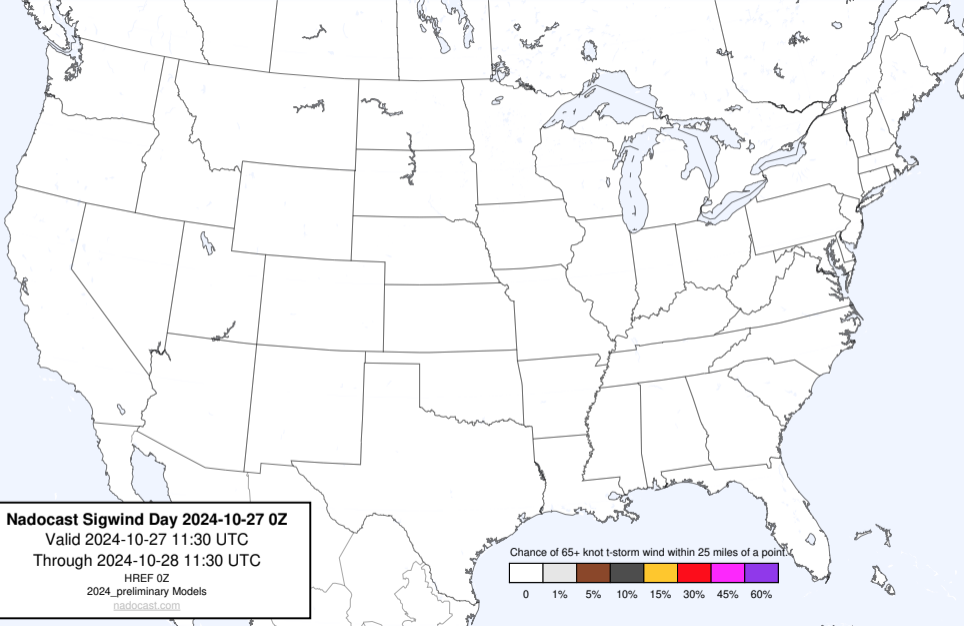 Nadocast Sigwind Day 2024-10-27 0Z
Valid 2024-10-27 11:30 UTC
Through 2024-10-28 11:30 UTC
HREF 0Z
2024_preliminary Models
nadocast.com
Chance of 65+ knot t-storm wind within 25 miles of a point.
0 1% 5% 10% 15% 30% 45% 60%